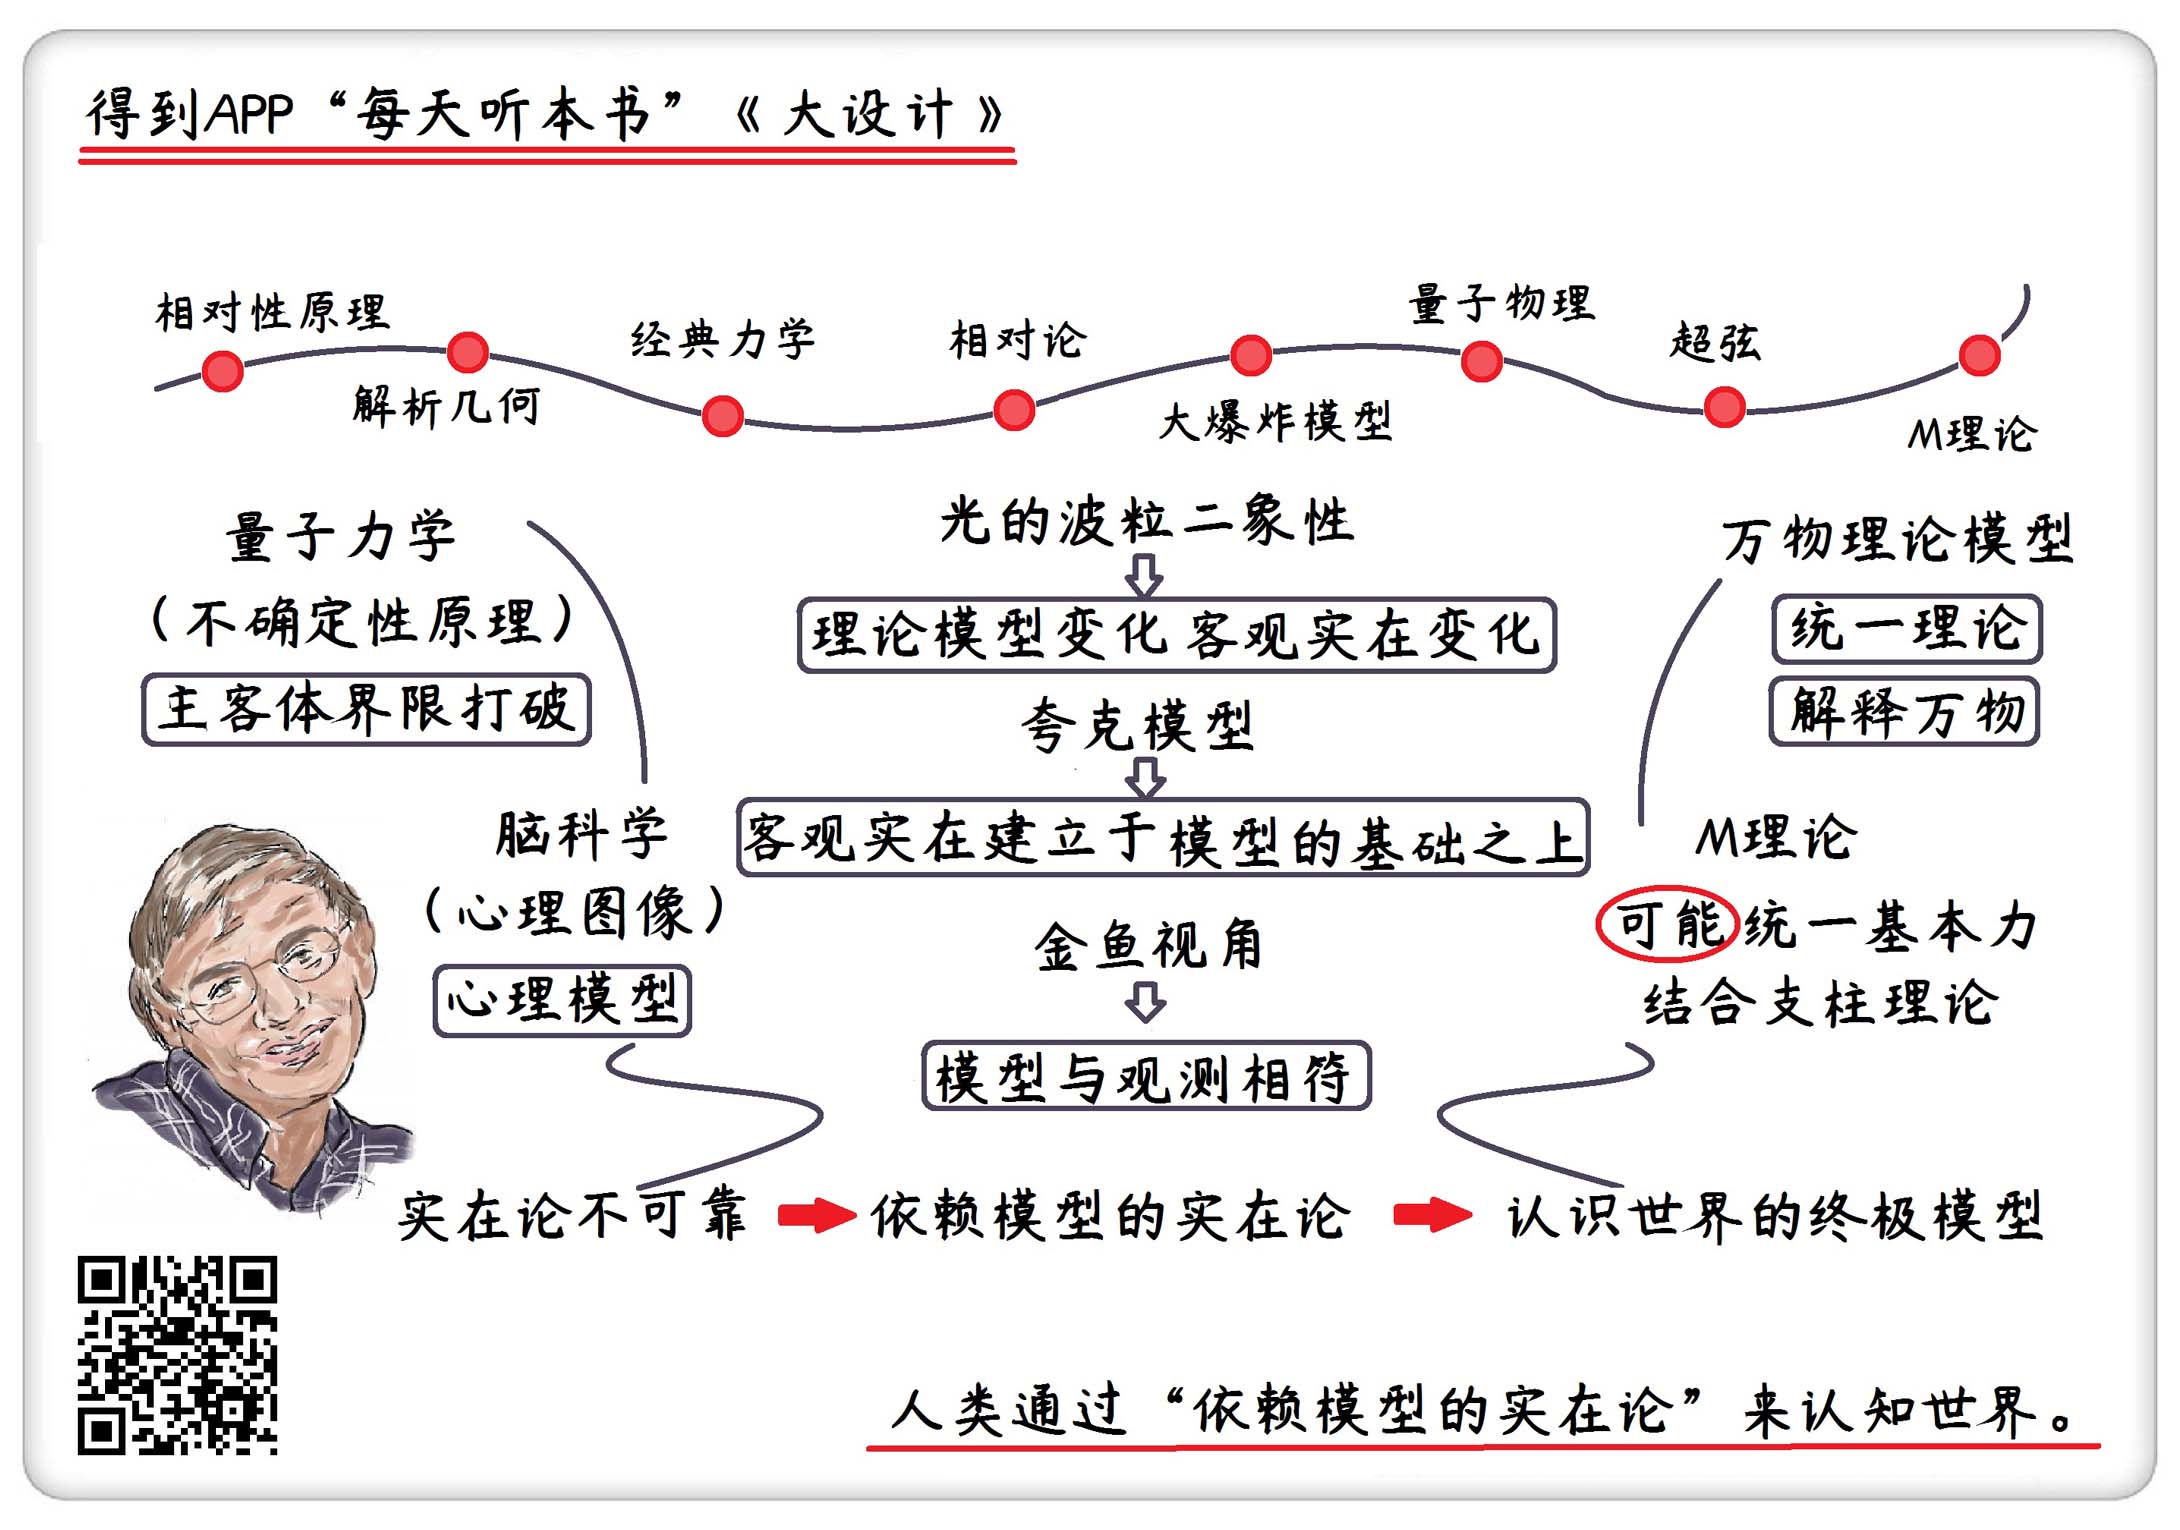 得到APP“每天听本书”《大设计》
相对性原理
解析几何
经典力学
相对论
大爆炸模型
量子物理
超弦
M理论
量子力学
（不确定性原理）
主客体界限打破
脑科学
（心理图像）
心理模型
光的波粒二象性
理论模型变化 客观实在变化
夸克模型
客观实在建立于模型的基础之上
金鱼视角
模型与观测相符
万物理论模型
统一理论
解释万物
M理论
可能统一基本力
结合支柱理论
实在论不可靠
依赖模型的实在论
认识世界的终极模型
人类通过“依赖模型的实在论”来认知世界。